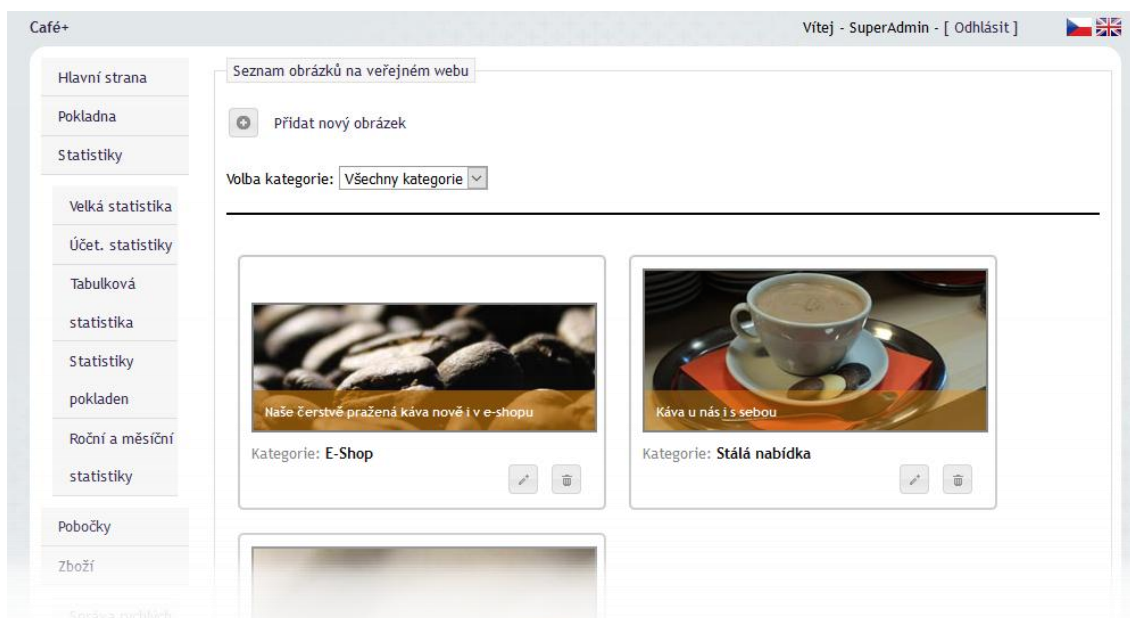 Café+
Vítej - SuperAdmin - [ Odhlásit ]
Hlavní strana
Pokladna
Statistiky
Velká statistika
Účet. statistiky
Tabulková
statistika
Statistiky
pokladen
Roční a měsíční
statistiky
Pobočky
Zboží
Správa rychlých
Seznam obrázků na veřejném webu
Přidat nový obrázek
Volba kategorie: Všechny kategorie
Naše čerstvě pražená káva nově i v e-shopu
Kategorie: E-Shop
Káva u nás i s sebou
Kategorie: Stálá nabídka